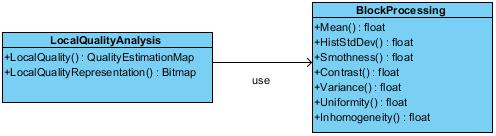 LocalQualityAnalysis
+LocalQuality() : QualityEstimationMap
+LocalQualityRepresentation() : Bitmap
use
BlockProcessing
+Mean() : float
+HistStdDev() : float
+Smothness() : float
+Contrast() : float
+Variance() : float
+Uniformity() : float
+Inhomogeneity() : float